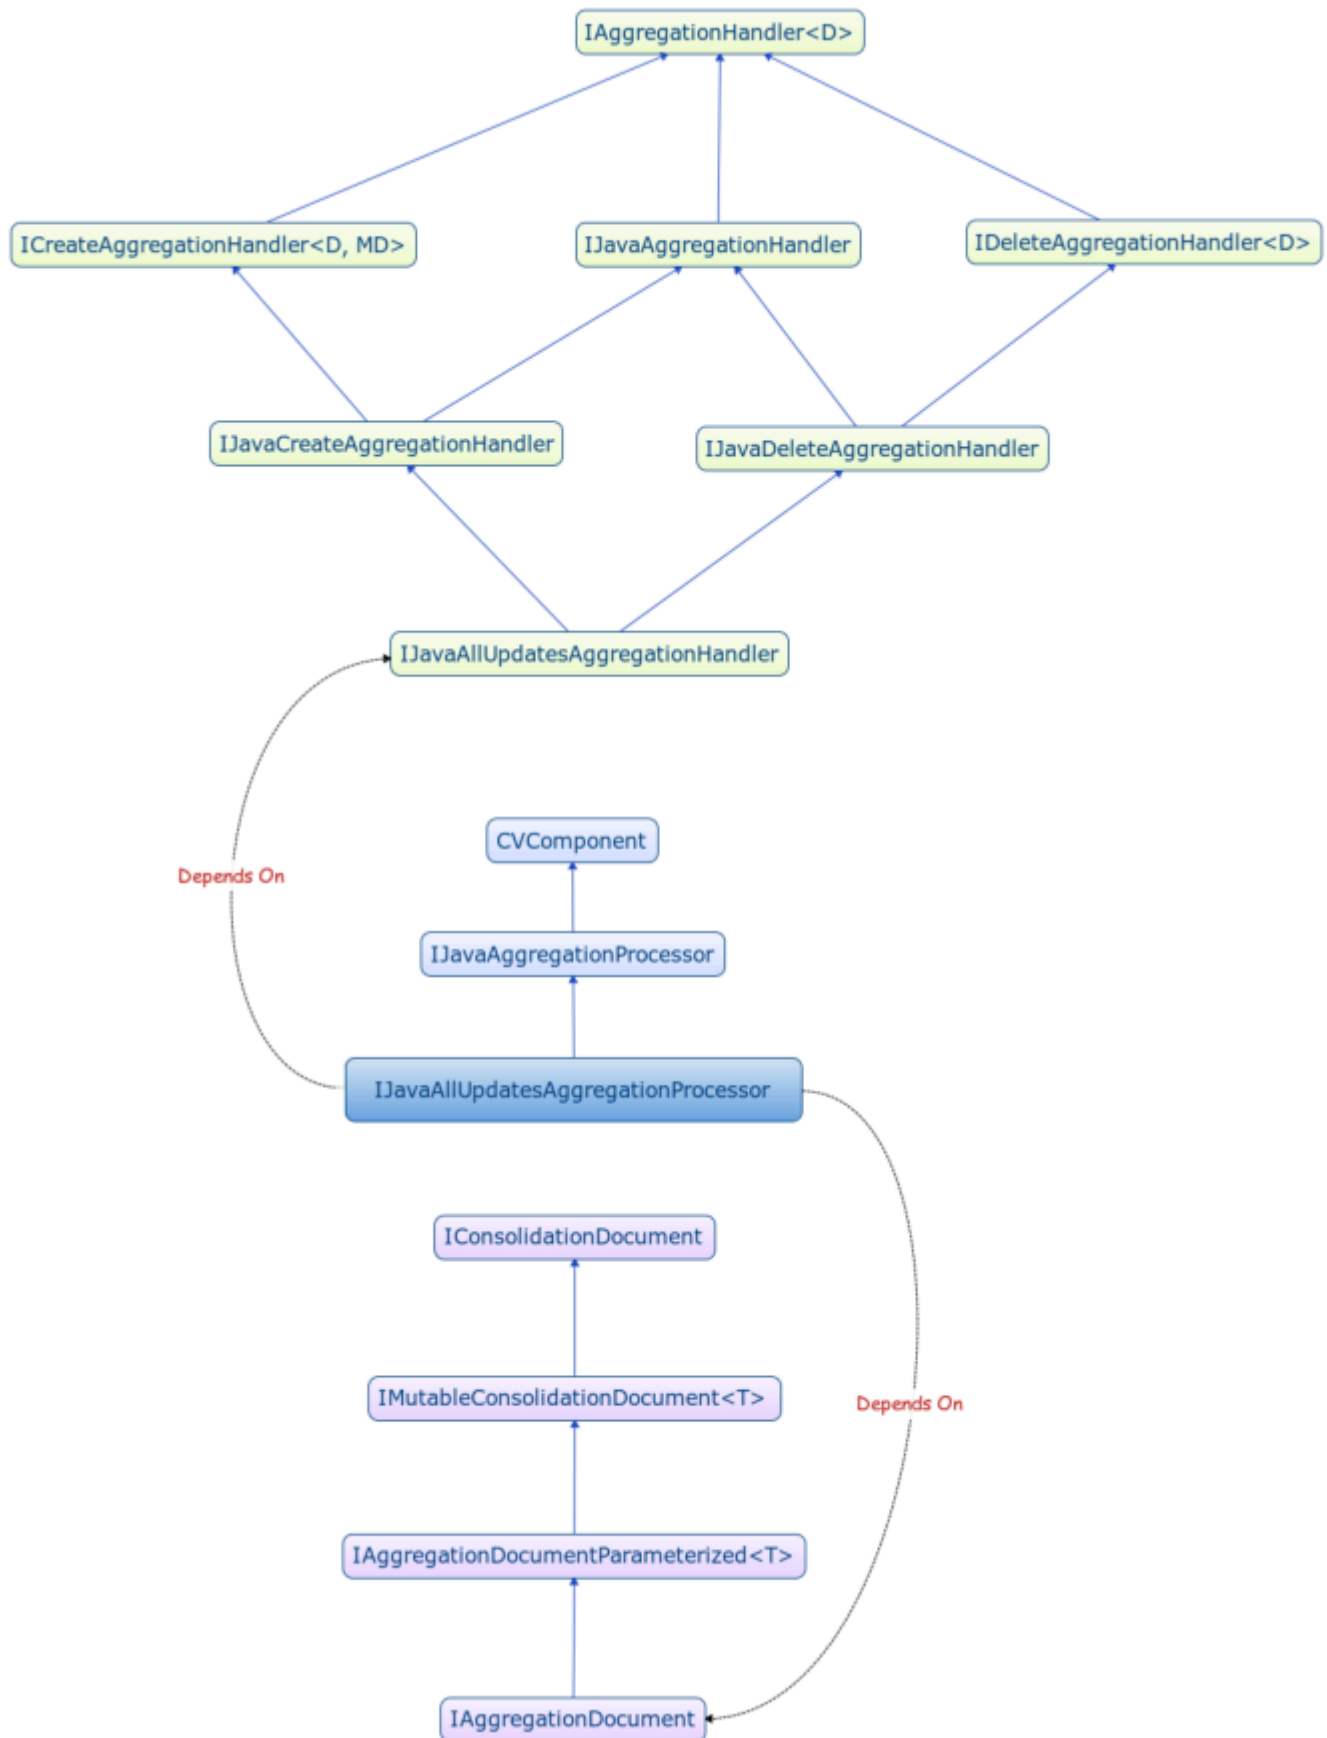 IAggregationHandler<D>
ICreateAggregationHandler<D, MD>
IJavaAggregationHandler
IDeleteAggregationHandler<D>
IJavaCreateAggregationHandler
IJavaDeleteAggregationHandler
IJavaAllUpdatesAggregationHandler
CVComponent
Depends On
IJavaAggregationProcessor
IJavaAllUpdatesAggregationProcessor
IConsolidationDocument
IMutableConsolidationDocument<T>
Depends On
IAggregationDocumentParameterized<T>
IAggregationDocument